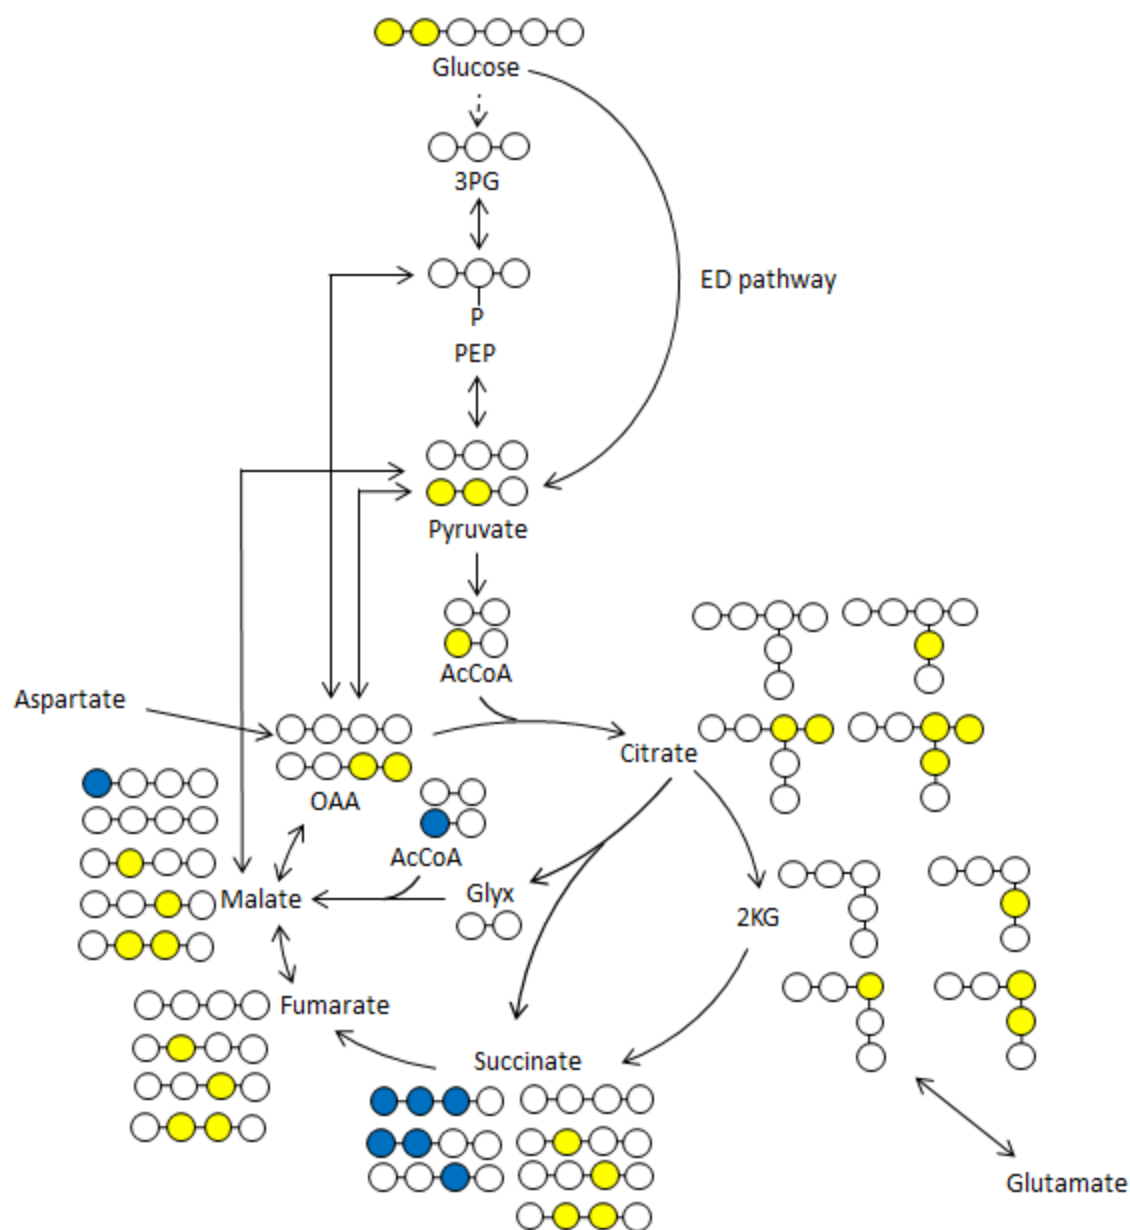 Glucose
3PG
ED pathway
P
PEP
Pyruvate
AcCoA
Aspartate
Citrate
OAA
AcCoA
Malate
Glyx
2KG
Fumarate
Succinate
Glutamate